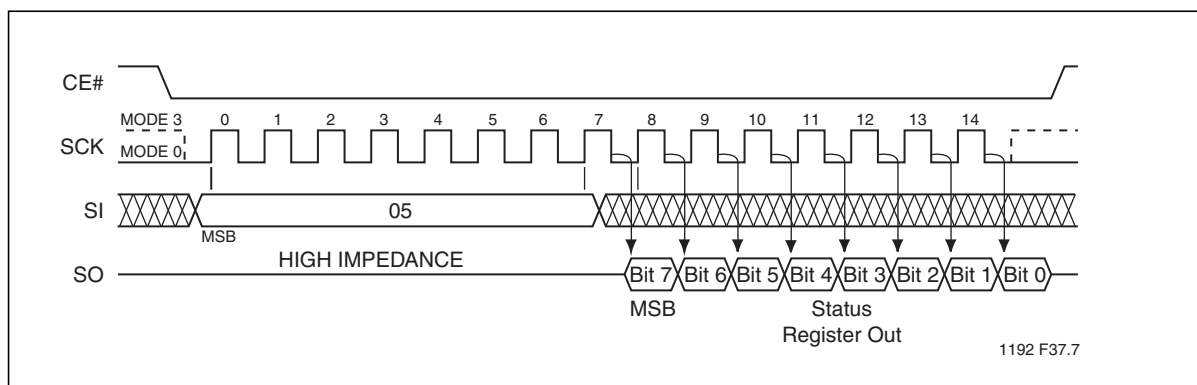 CE#
MODE 3 0 1 2 3 4 5 6 7 8 9 10 11 12 13 14
SCK MODE 0
SI 05
MSB
HIGH IMPEDANCE
SO Bit 7 Bit 6 Bit 5 Bit 4 Bit 3 Bit 2 Bit 1 Bit 0
MSB Status
Register Out
1192 F37.7